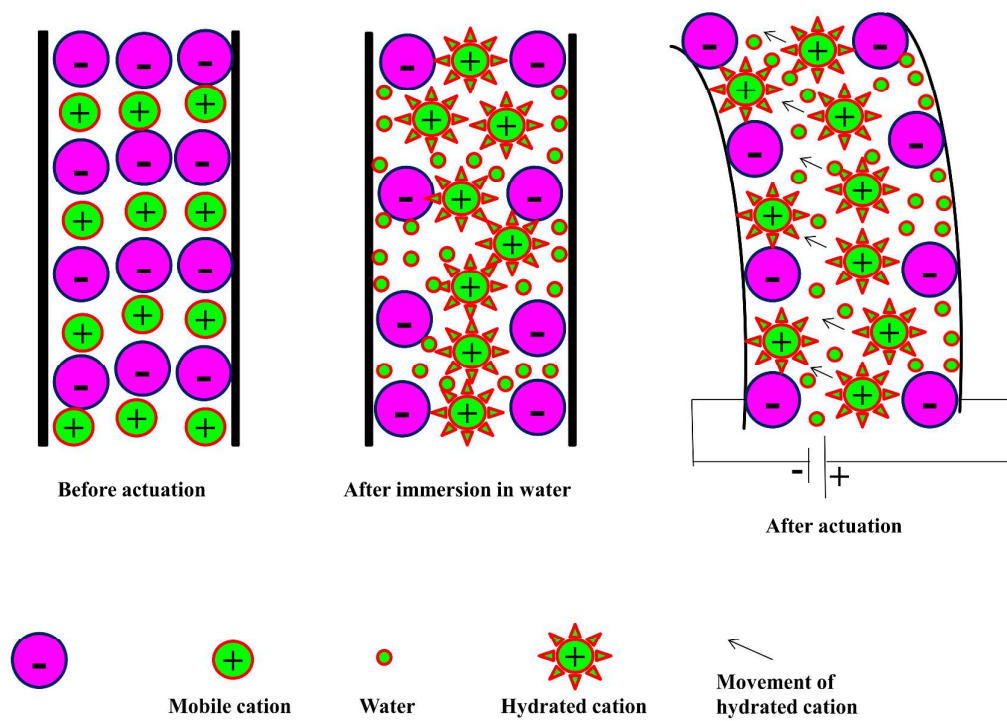 Before actuation
After immersion in water
- +
After actuation
Mobile cation
Water
Hydrated cation
Movement of
hydrated cation